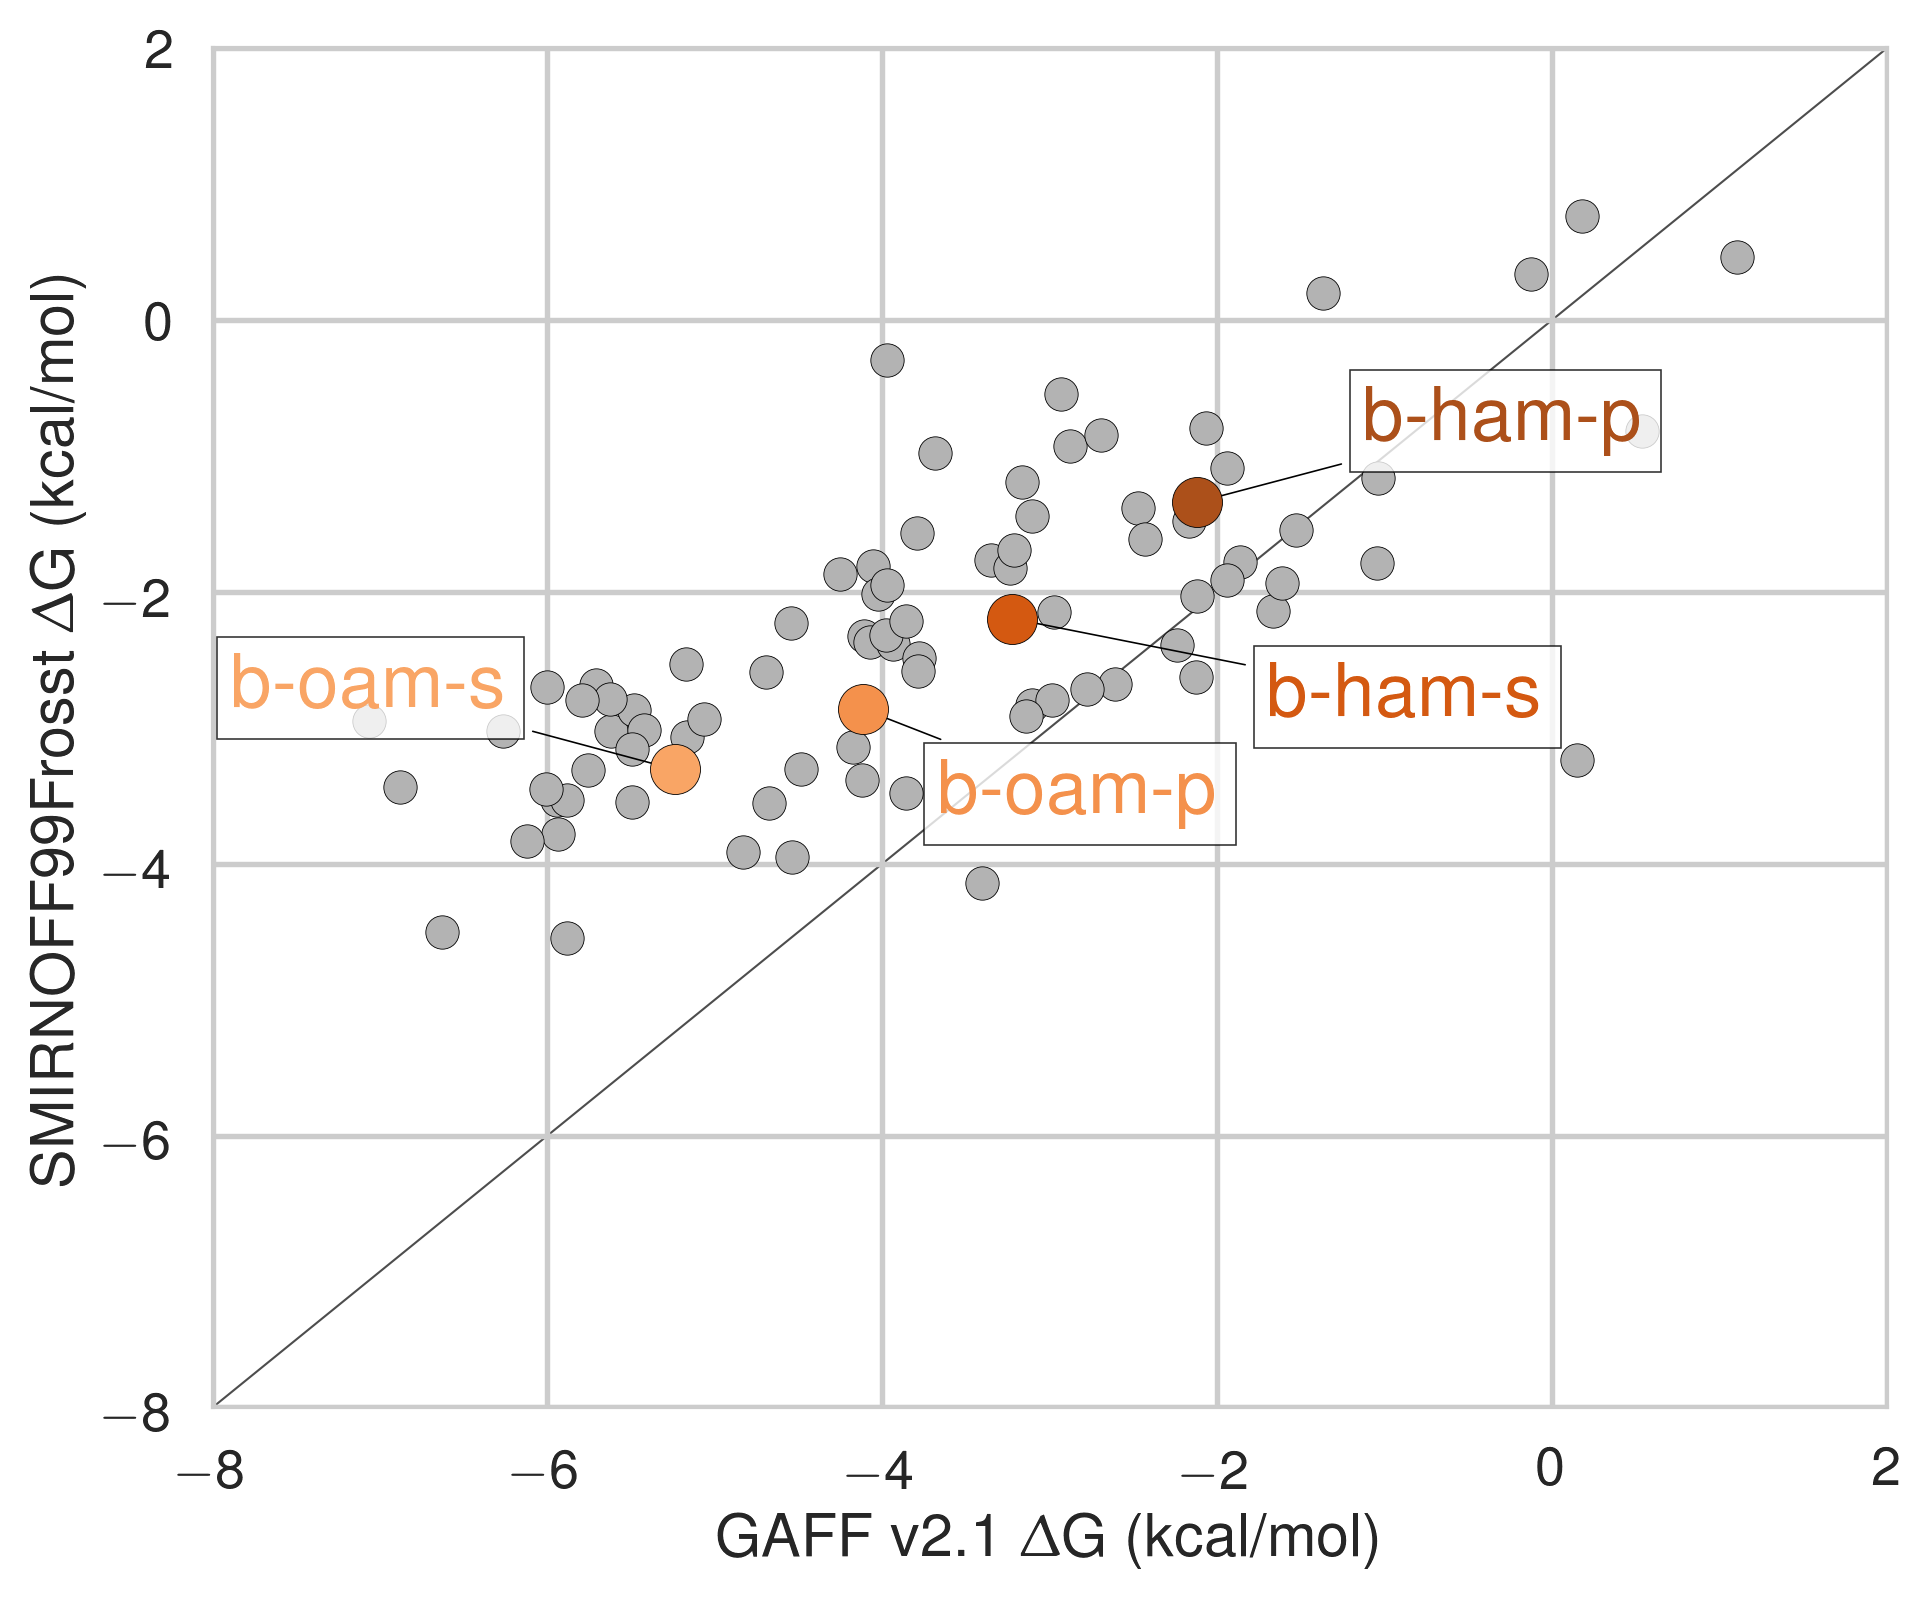 2
0
−2
−4
−6
−8
SMIRNOFF99Frosst ΔG (kcal/mol)
b-ham-p
b-oam-s
b-ham-s
b-oam-p
−8 −6 −4 −2 0 2
GAFF v2.1 ΔG (kcal/mol)